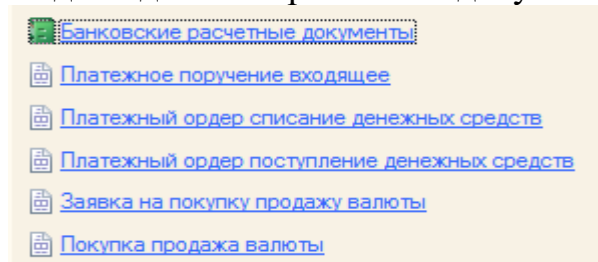 Банковские расчетные документы
Платежное поручение входящее
Платежный ордер списание денежных средств
Платежный ордер поступление денежных средств
Заявка на покупку продажу валюты
Покупка продажа валюты